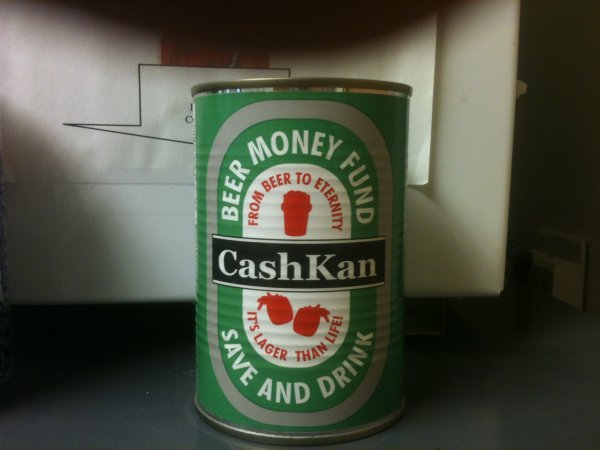 BEER MONEY FUND
FROM BEER TO ETERNITY
CashKan
IT'S LAGER THAN LIFE!
SAVE AND DRINK